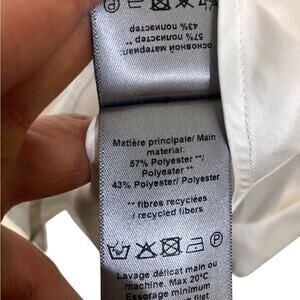 основной материал:
57% полиэстер
43% полиэстер
Matière principale/ Main
material:
57% Polyester **/
Polyester **
43% Polyester/ Polyester
** fibres recyclées
/ recycled fibers
P
Lavage délicat main ou
machine. Max 20°C.
Essorage minimum